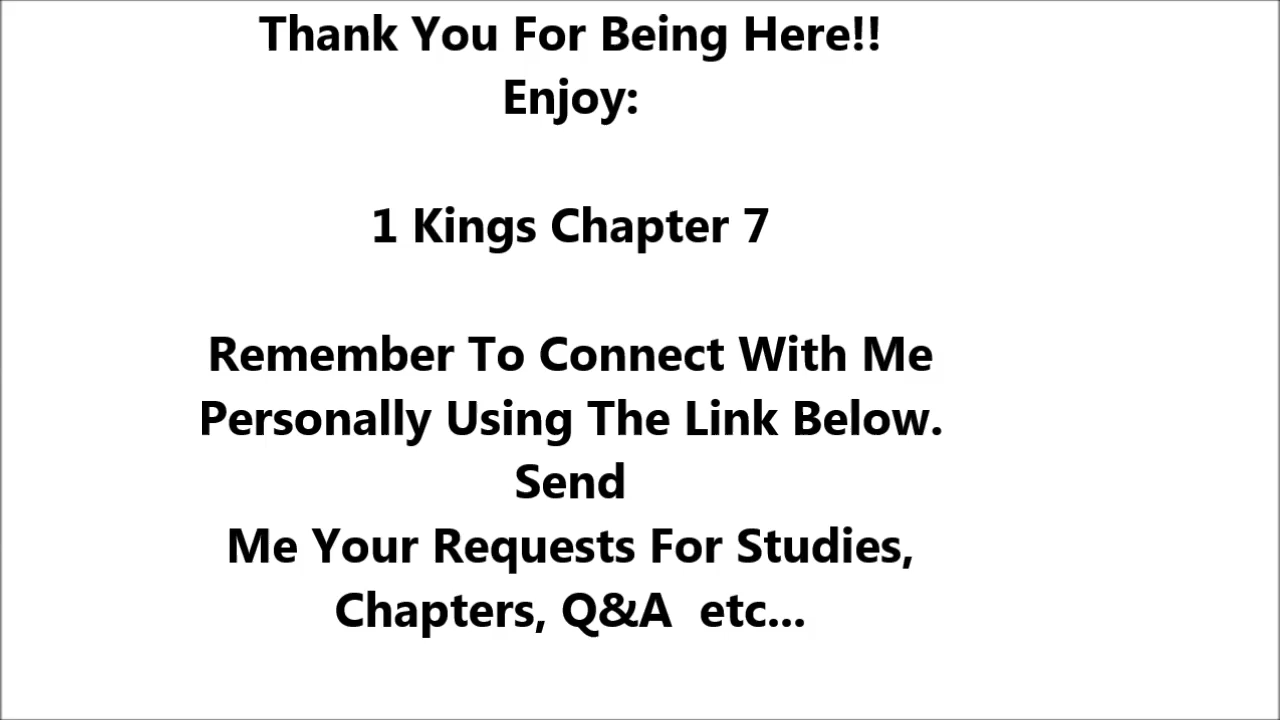 Thank You For Being Here!!
Enjoy:
1 Kings Chapter 7
Remember To Connect With Me
Personally Using The Link Below.
Send
Me Your Requests For Studies,
Chapters, Q&A  etc...